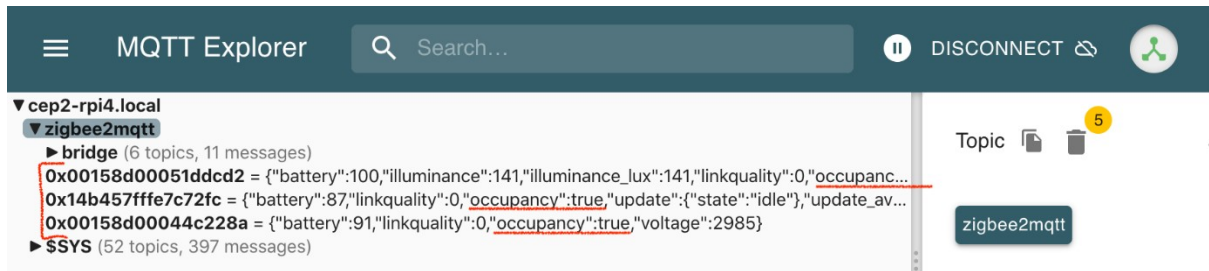 MQTT Explorer
Search...
DISCONNECT
▼cep2-rpi4.local
▼zigbee2mqtt
▶bridge (6 topics, 11 messages)
0x00158d00051ddcd2 = {"battery":100,"illuminance":141,"illuminance_lux":141,"linkquality":0,"occupanc...
0x14b457fffe7c72fc = {"battery":87,"linkquality":0,"occupancy":true,"update":{"state":"idle"},"update_av...
0x00158d00044c228a = {"battery":91,"linkquality":0,"occupancy":true,"voltage":2985}
▶$SYS (52 topics, 397 messages)
Topic
5
zigbee2mqtt